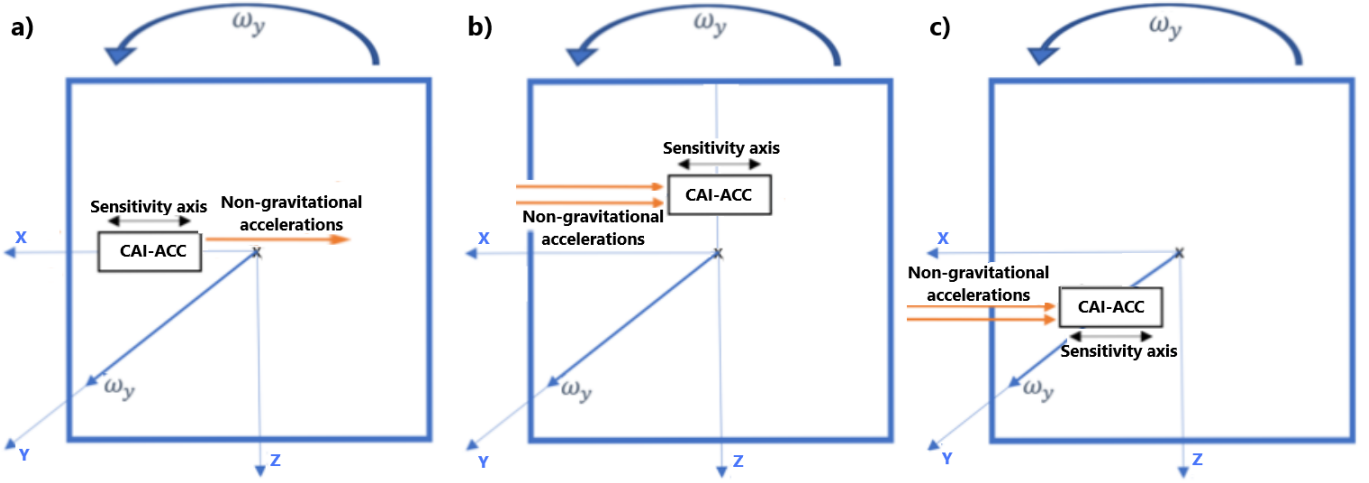 a)
ωy
Sensitivity axis
Non-gravitational
accelerations
CAI-ACC
X
x
ωy
Y
Z
b)
ωy
Sensitivity axis
CAI-ACC
Non-gravitational
accelerations
X
x
ωy
Y
Z
c)
ωy
X
x
Non-gravitational
accelerations
CAI-ACC
Sensitivity axis
ωy
Y
Z